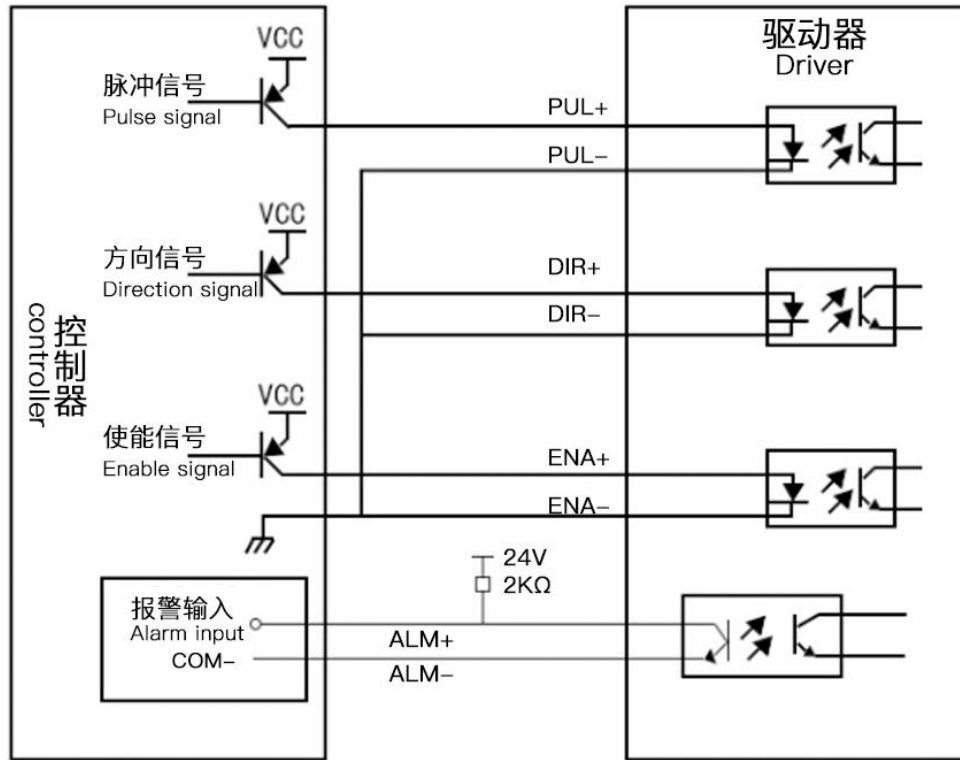 VCC
脉冲信号
Pulse signal
VCC
方向信号
Direction signal
控制器
controller
VCC
使能信号
Enable signal
报警输入
Alarm input
COM-
PUL+
PUL-
DIR+
DIR-
ENA+
ENA-
24V
2KΩ
ALM+
ALM-
驱动器
Driver